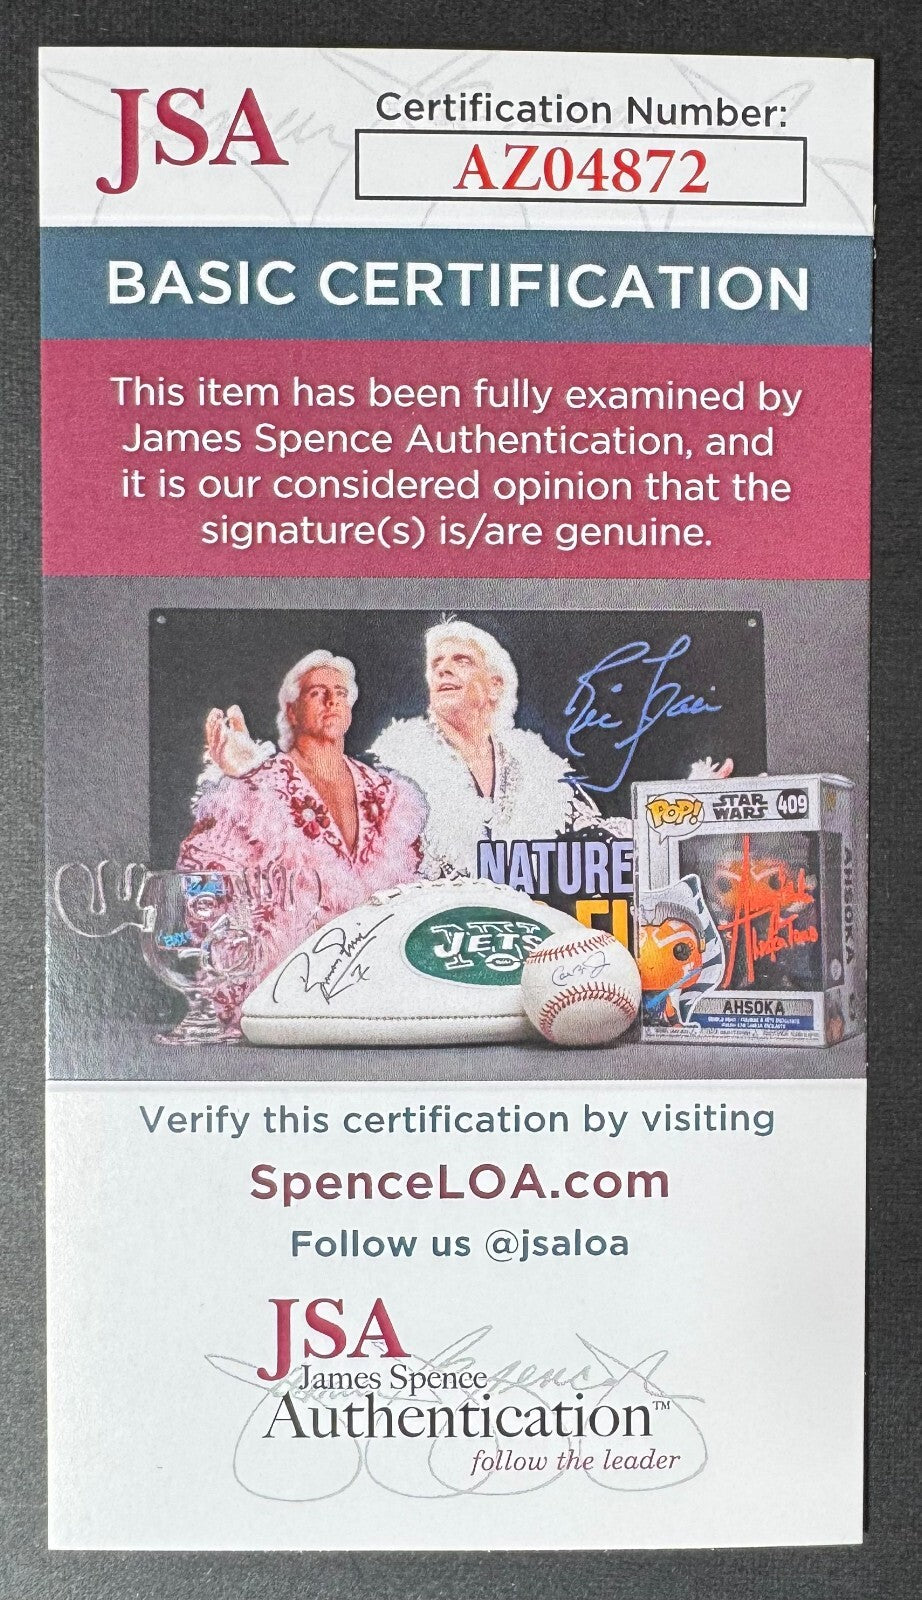 JSA
Certification Number:
AZ04872
BASIC CERTIFICATION
This item has been fully examined by
James Spence Authentication, and
it is our considered opinion that the
signature(s) is/are genuine.
Ric Flair
NATURE
JETS
POP!
STAR
WARS
409
AHSOKA
AHSOKA
Verify this certification by visiting
SpenceLOA.com
Follow us @jsaloa
JSA
James Spence
Authentication™
follow the leader